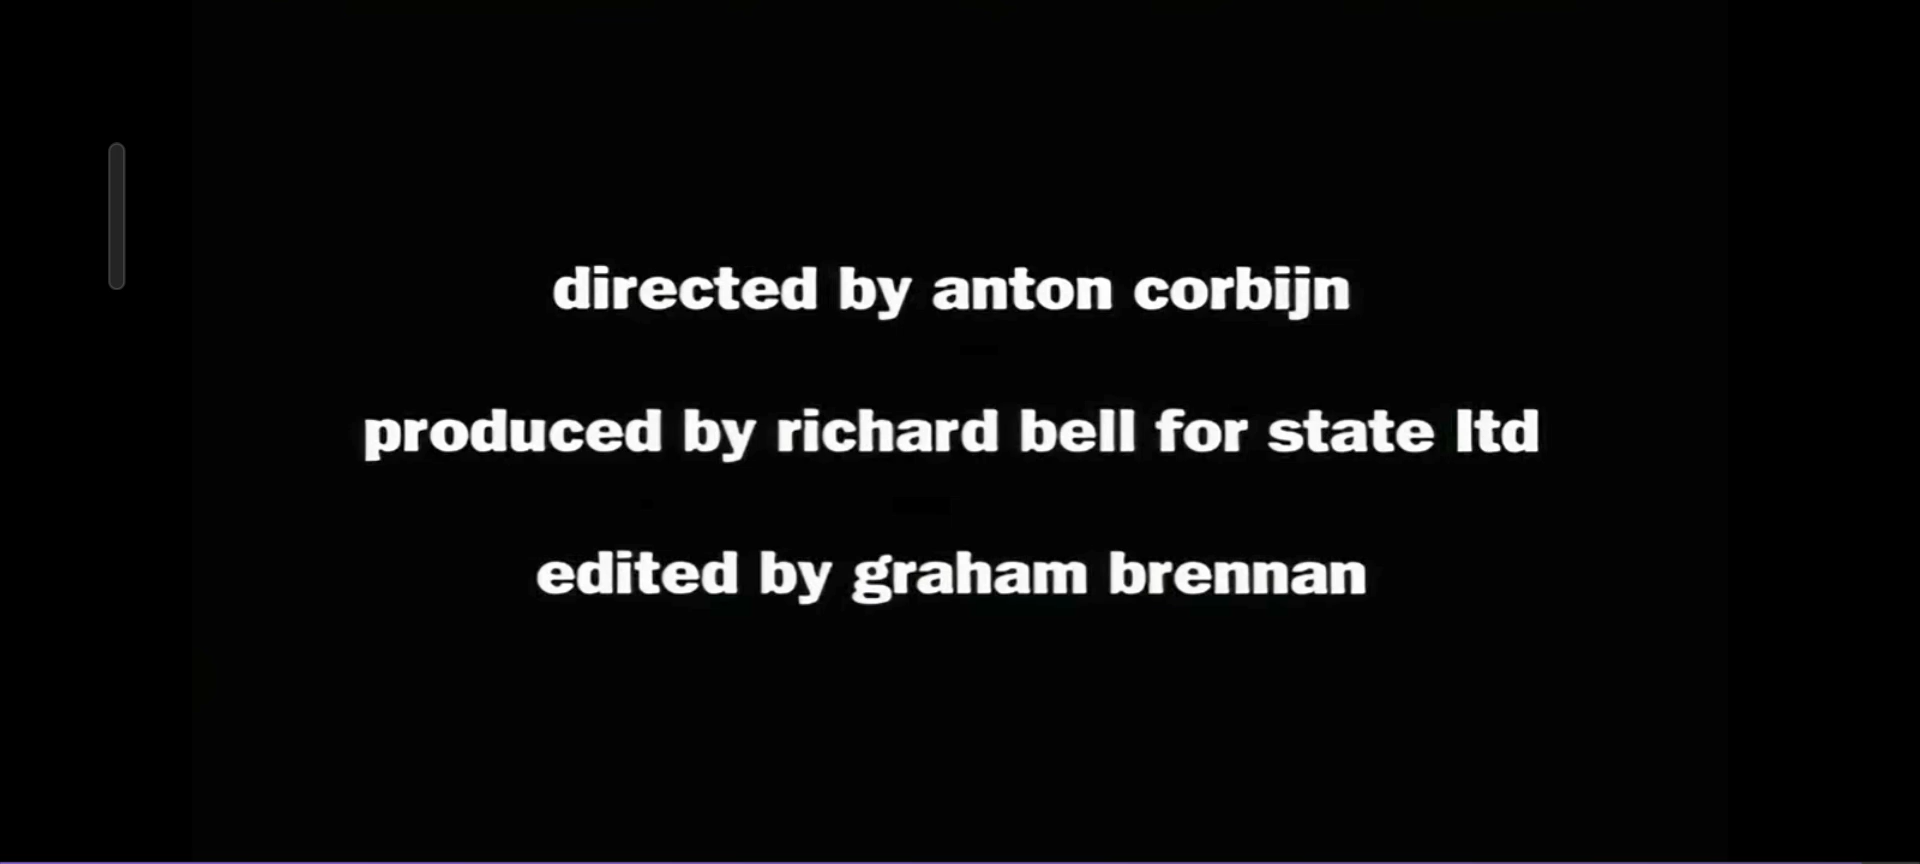 directed by anton corbijn
produced by richard bell for state ltd
edited by graham brennan